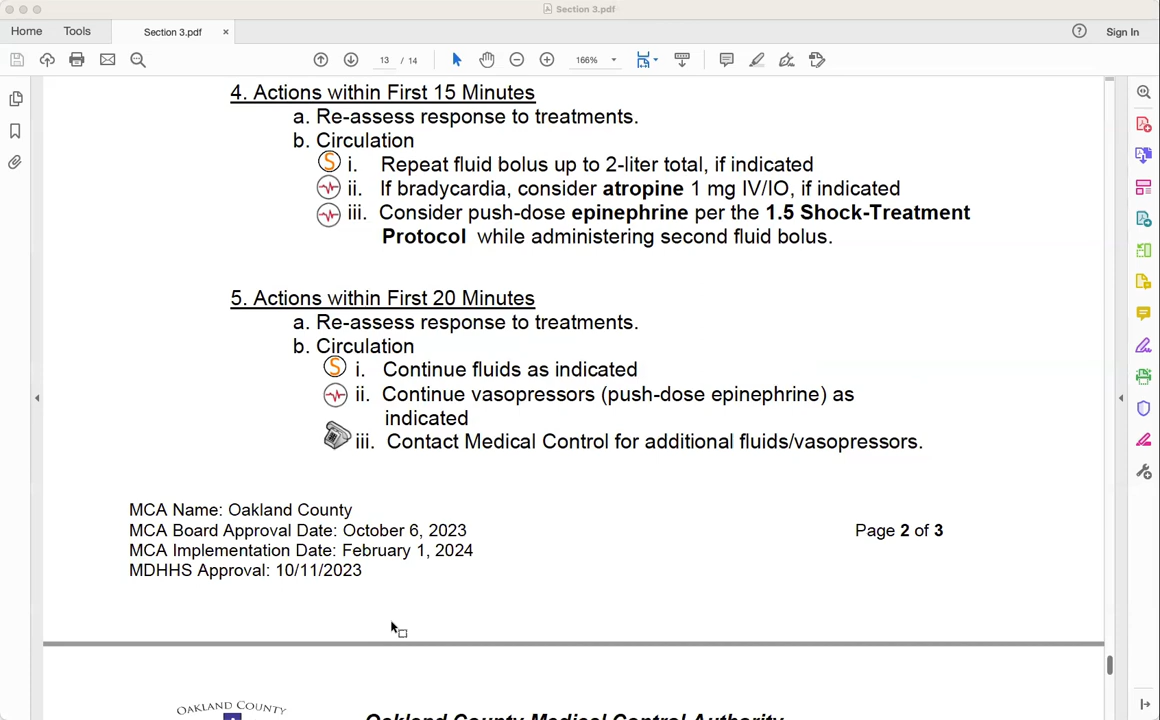 Section 3.pdf
Home Tools Section 3.pdf × ? Sign In
13 / 14 166%
4. Actions within First 15 Minutes
a. Re-assess response to treatments.
b. Circulation
S i. Repeat fluid bolus up to 2-liter total, if indicated
ii. If bradycardia, consider atropine 1 mg IV/IO, if indicated
iii. Consider push-dose epinephrine per the 1.5 Shock-Treatment
Protocol while administering second fluid bolus.
5. Actions within First 20 Minutes
a. Re-assess response to treatments.
b. Circulation
S i. Continue fluids as indicated
ii. Continue vasopressors (push-dose epinephrine) as
indicated
iii. Contact Medical Control for additional fluids/vasopressors.
MCA Name: Oakland County
MCA Board Approval Date: October 6, 2023 Page 2 of 3
MCA Implementation Date: February 1, 2024
MDHHS Approval: 10/11/2023
OAKLAND COUNTY
Oakland County Medical Control Authority